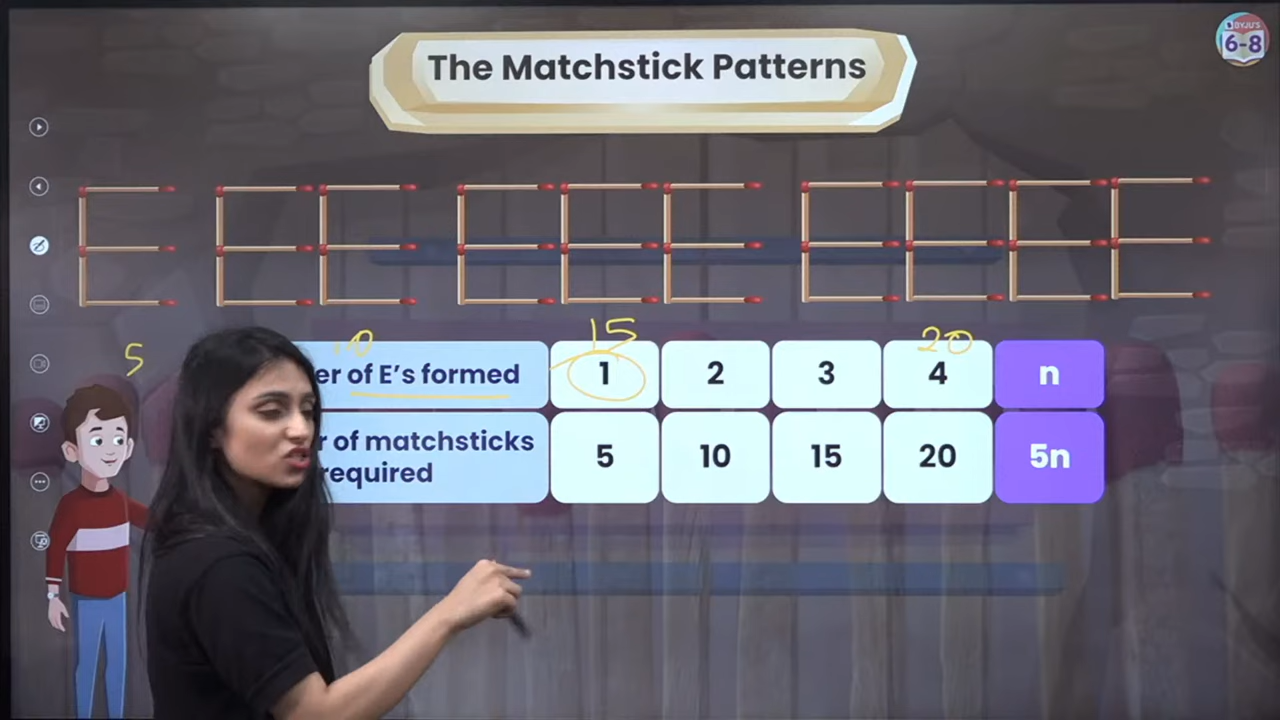 BYJU'S
6-8
The Matchstick Patterns
5
10
15
20
er of E's formed
1
2
3
4
n
r of matchsticks
required
5
10
15
20
5n